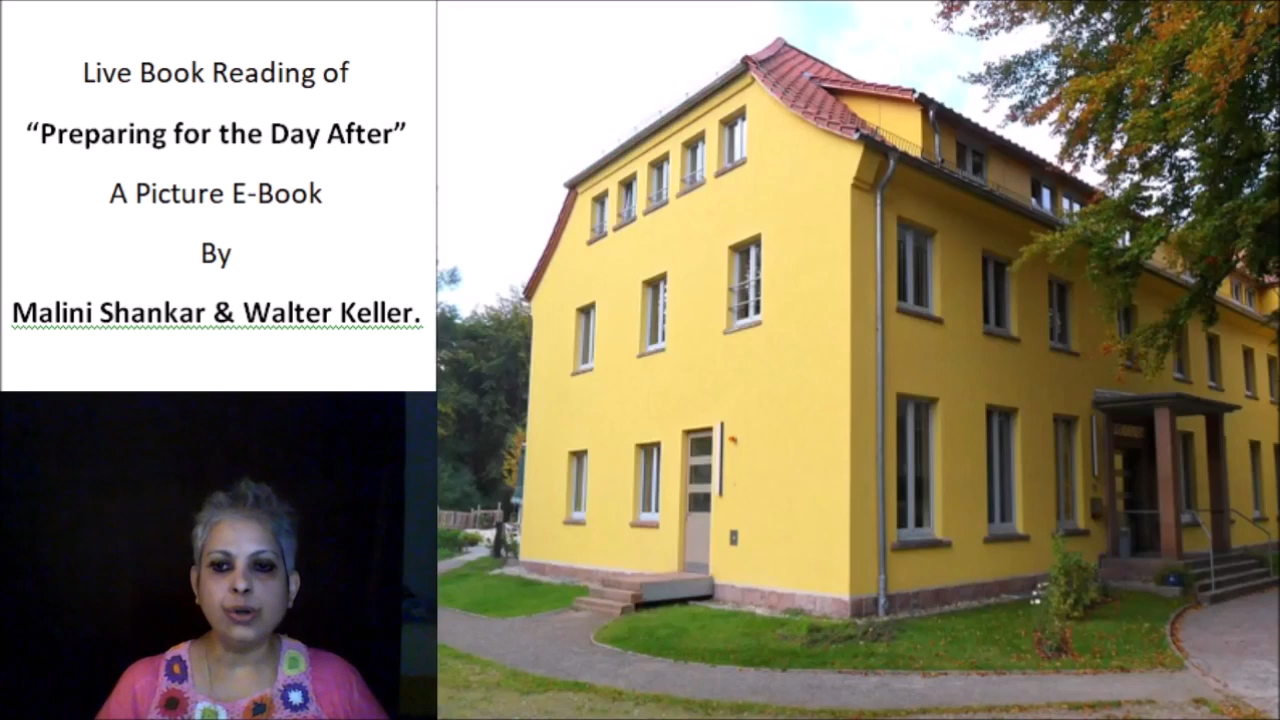 Live Book Reading of
“Preparing for the Day After”
A Picture E-Book
By
Malini Shankar & Walter Keller.